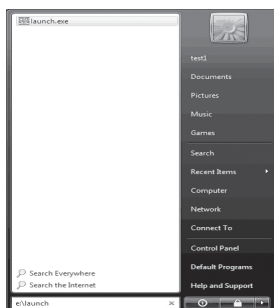 launch.exe
Search Everywhere
Search the Internet
e:\launch
test1
Documents
Pictures
Music
Games
Search
Recent Items
Computer
Network
Connect To
Control Panel
Default Programs
Help and Support